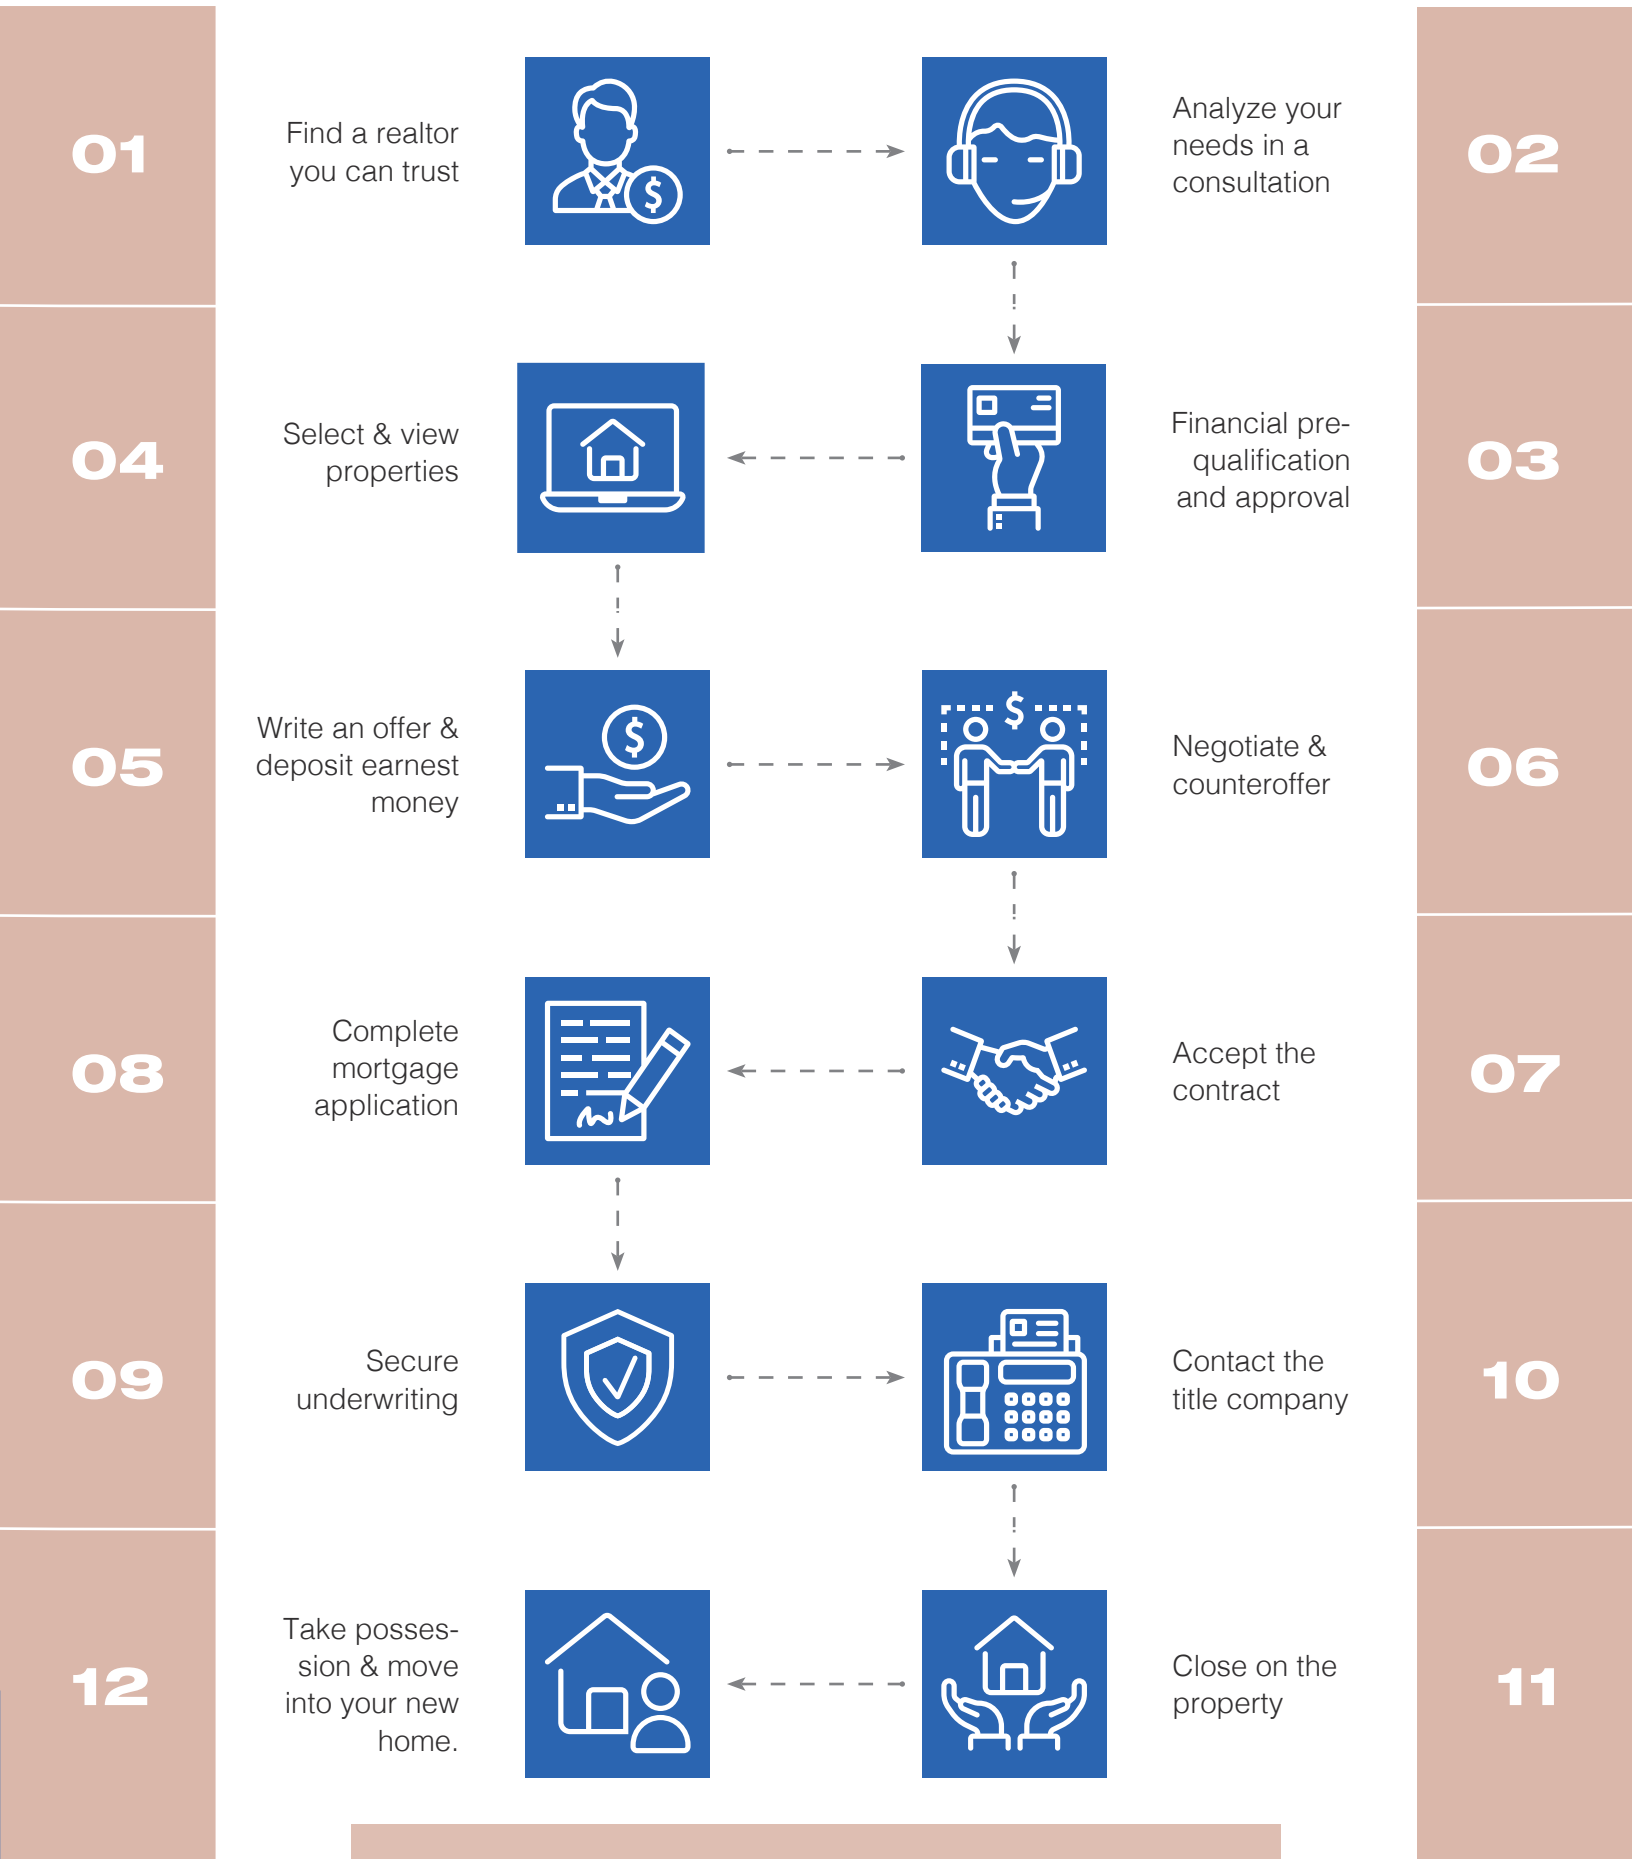 01
Find a realtor
you can trust
Analyze your
needs in a
consultation
02
04
Select & view
properties
Financial pre-
qualification
and approval
03
05
Write an offer &
deposit earnest
money
Negotiate &
counteroffer
06
08
Complete
mortgage
application
Accept the
contract
07
09
Secure
underwriting
Contact the
title company
10
12
Take posses-
sion & move
into your new
home.
Close on the
property
11